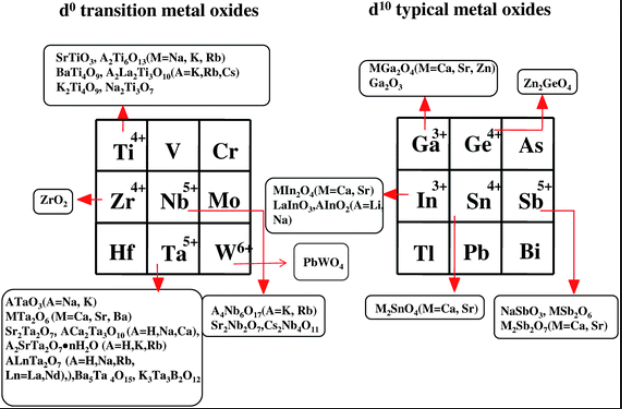 d⁰ transition metal oxides
SrTiO₃, A₂Ti₆O₁₃(M=Na, K, Rb)
BaTi₄O₉, A₂La₂Ti₃O₁₀(A=K,Rb,Cs)
K₂Ti₄O₉, Na₂Ti₃O₇
Ti⁴⁺ V Cr
Zr⁴⁺ Nb⁵⁺ Mo
Hf Ta⁵⁺ W⁶⁺
ZrO₂
PbWO₄
ATaO₃(A=Na, K)
MTa₂O₆ (M=Ca, Sr, Ba)
Sr₂Ta₂O₇, ACa₂Ta₃O₁₀ (A=H,Na,Ca),
A₂SrTa₂O₇•nH₂O (A=H,K,Rb)
ALnTa₂O₇ (A=H,Na,Rb,
Ln=La,Nd),),Ba₅Ta ₄O₁₅, K₃Ta₃B₂O₁₂
A₄Nb₆O₁₇(A=K, Rb)
Sr₂Nb₂O₇,Cs₂Nb₄O₁₁
d¹⁰ typical metal oxides
MGa₂O₄(M=Ca, Sr, Zn)
Ga₂O₃
Zn₂GeO₄
Ga³⁺ Ge⁴⁺ As
In³⁺ Sn⁴⁺ Sb⁵⁺
Tl Pb Bi
MIn₂O₄(M=Ca, Sr)
LaInO₃,AInO₂(A=Li,
Na)
M₂SnO₄(M=Ca, Sr)
NaSbO₃, MSb₂O₆
M₂Sb₂O₇(M=Ca, Sr)